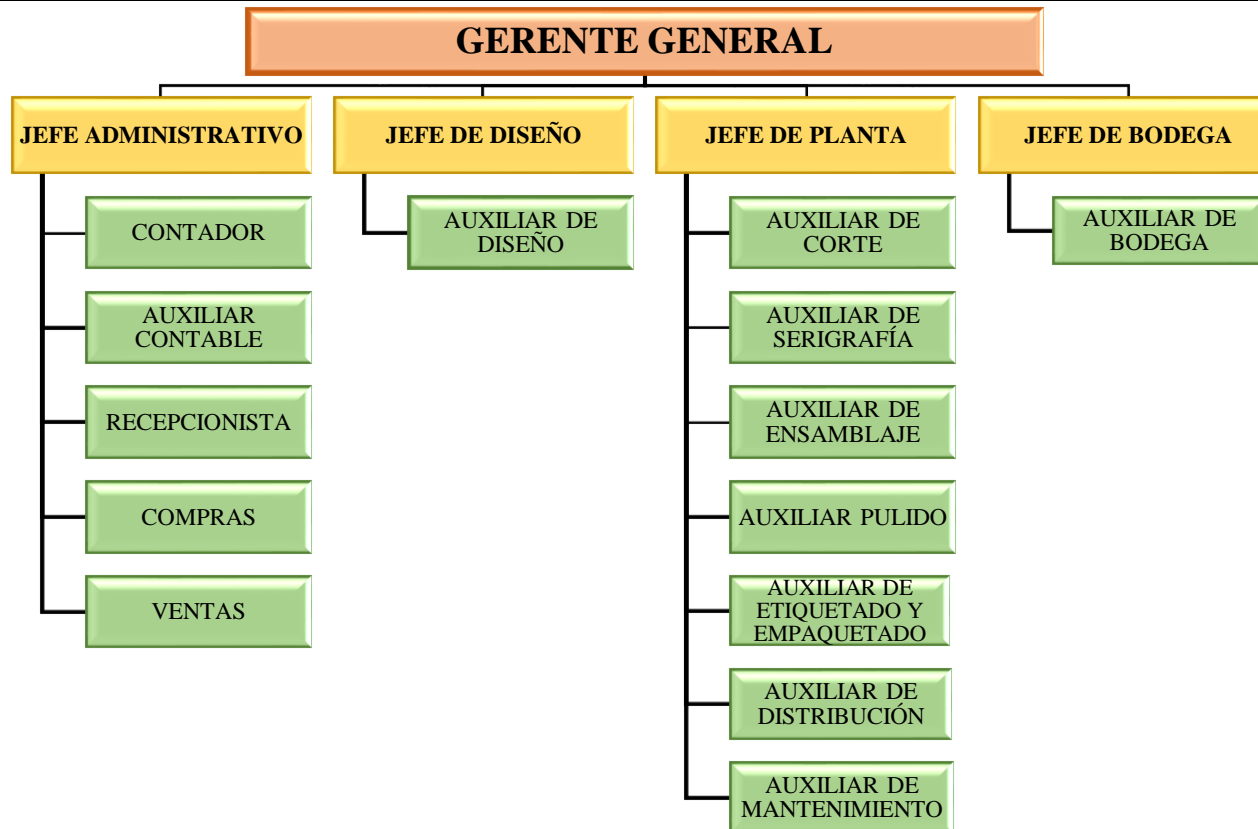 GERENTE GENERAL
JEFE ADMINISTRATIVO
CONTADOR
AUXILIAR
CONTABLE
RECEPCIONISTA
COMPRAS
VENTAS
JEFE DE DISEÑO
AUXILIAR DE
DISEÑO
JEFE DE PLANTA
AUXILIAR DE
CORTE
AUXILIAR DE
SERIGRAFÍA
AUXILIAR DE
ENSAMBLAJE
AUXILIAR PULIDO
AUXILIAR DE
ETIQUETADO Y
EMPAQUETADO
AUXILIAR DE
DISTRIBUCIÓN
AUXILIAR DE
MANTENIMIENTO
JEFE DE BODEGA
AUXILIAR DE
BODEGA